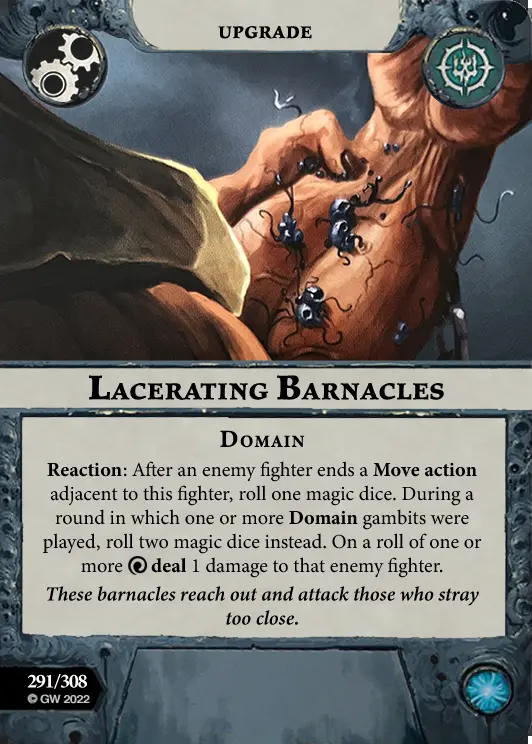 UPGRADE
LACERATING BARNACLES
DOMAIN
Reaction: After an enemy fighter ends a Move action
adjacent to this fighter, roll one magic dice. During a
round in which one or more Domain gambits were
played, roll two magic dice instead. On a roll of one or
more deal 1 damage to that enemy fighter.
These barnacles reach out and attack those who stray
too close.
291/308
© GW 2022